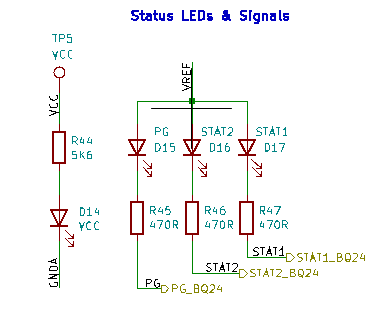 Status LEDs & Signals
TP5
VCC
VREF
VCC
PG
STAT2
STAT1
D15
D16
D17
R44
5K6
D14
VCC
R45
470R
R46
470R
R47
470R
GNDA
STAT1
STAT1_BQ24
STAT2
STAT2_BQ24
PG
PG_BQ24